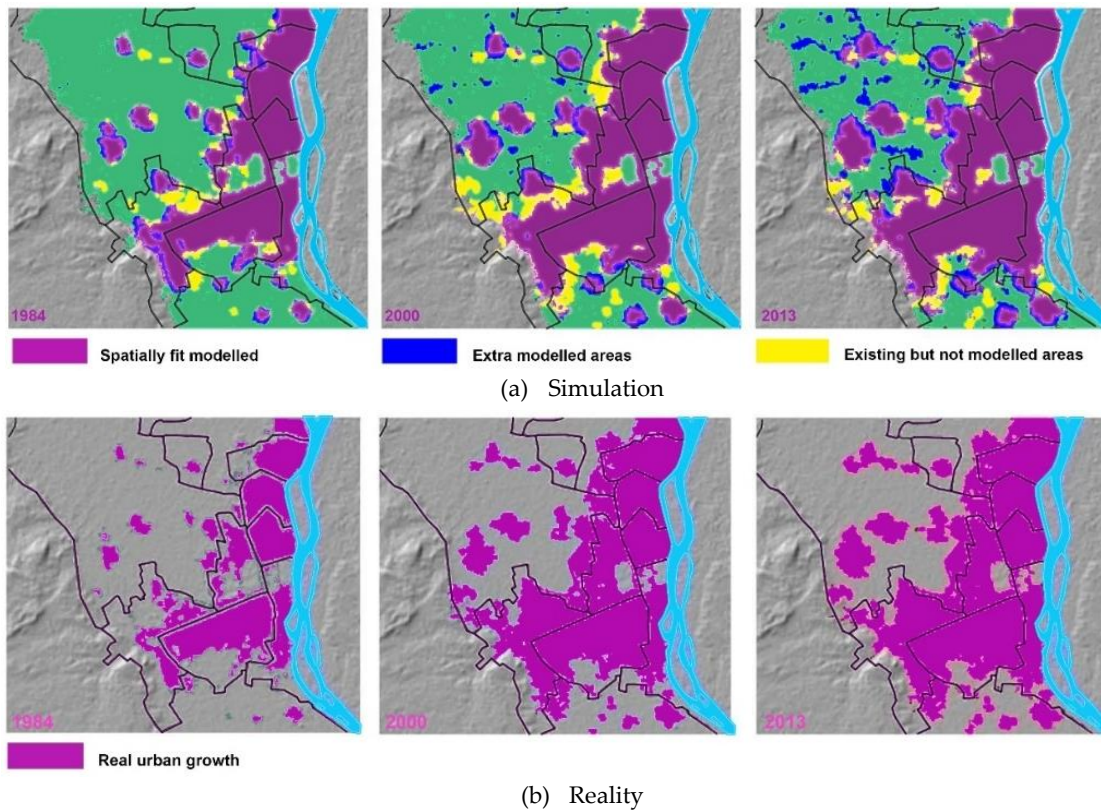 1984 2000 2013
Spatially fit modelled Extra modelled areas Existing but not modelled areas
(a) Simulation
1984 2000 2013
Real urban growth
(b) Reality